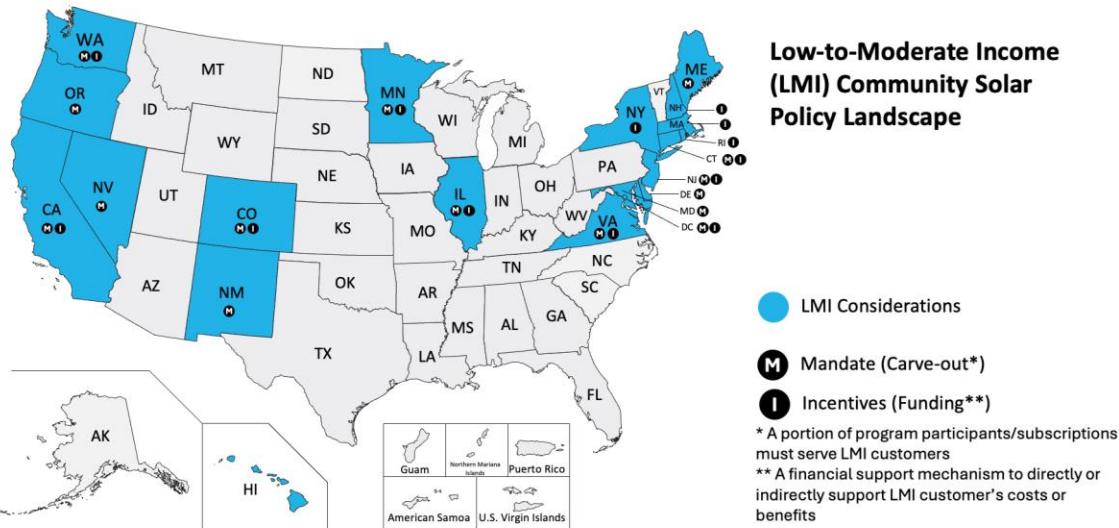 Low-to-Moderate Income
(LMI) Community Solar
Policy Landscape
WA
M I
OR
M
CA
M I
NV
M
ID
MT
WY
UT
AZ
CO
M I
NM
M
ND
SD
NE
KS
OK
TX
MN
M I
IA
MO
AR
LA
WI
IL
M I
MI
IN
OH
KY
TN
MS
AL
GA
FL
SC
NC
WV
VA
M I
PA
NY
I
VT
ME
M
NH I
MA I
RI I
CT M I
NJ M I
DE M
MD M
DC M I
AK
HI
Guam
Northern Mariana
Islands
Puerto Rico
American Samoa
U.S. Virgin Islands
LMI Considerations
M Mandate (Carve-out*)
I Incentives (Funding**)
* A portion of program participants/subscriptions
must serve LMI customers
** A financial support mechanism to directly or
indirectly support LMI customer's costs or
benefits